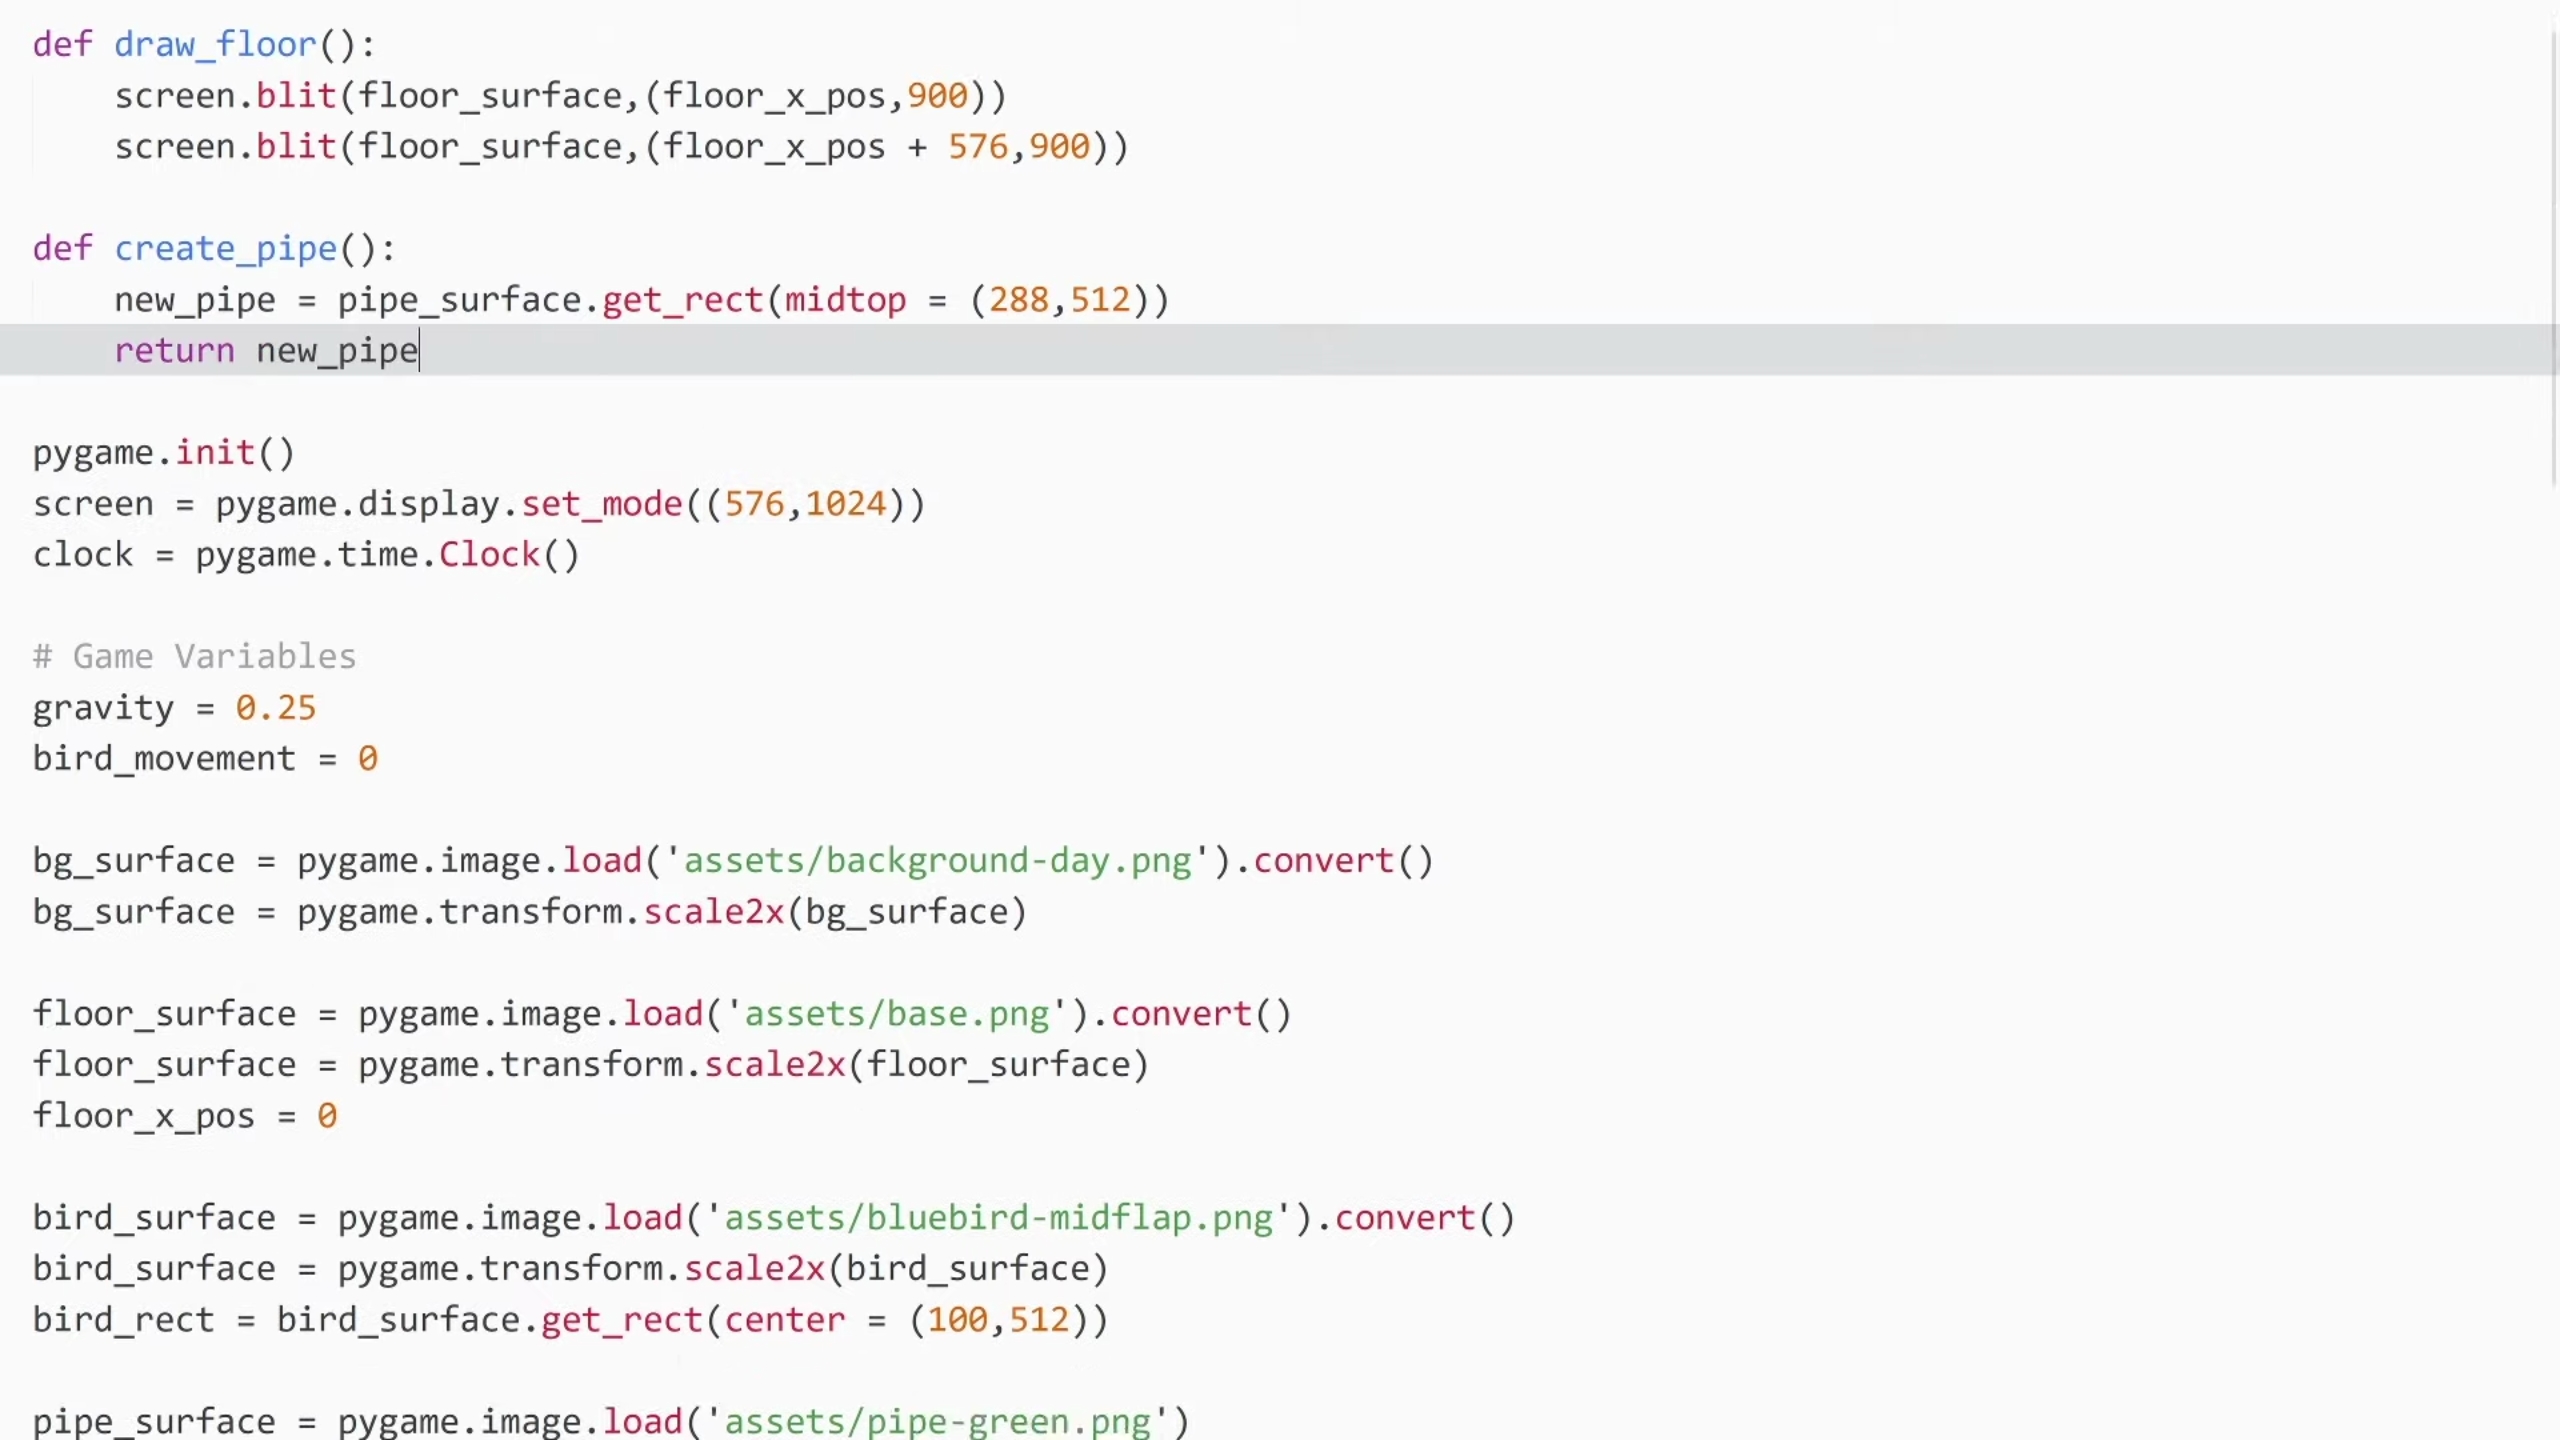 def draw_floor():
    screen.blit(floor_surface,(floor_x_pos,900))
    screen.blit(floor_surface,(floor_x_pos + 576,900))

def create_pipe():
    new_pipe = pipe_surface.get_rect(midtop = (288,512))
    return new_pipe

pygame.init()
screen = pygame.display.set_mode((576,1024))
clock = pygame.time.Clock()

# Game Variables
gravity = 0.25
bird_movement = 0

bg_surface = pygame.image.load('assets/background-day.png').convert()
bg_surface = pygame.transform.scale2x(bg_surface)

floor_surface = pygame.image.load('assets/base.png').convert()
floor_surface = pygame.transform.scale2x(floor_surface)
floor_x_pos = 0

bird_surface = pygame.image.load('assets/bluebird-midflap.png').convert()
bird_surface = pygame.transform.scale2x(bird_surface)
bird_rect = bird_surface.get_rect(center = (100,512))

pipe_surface = pygame.image.load('assets/pipe-green.png')